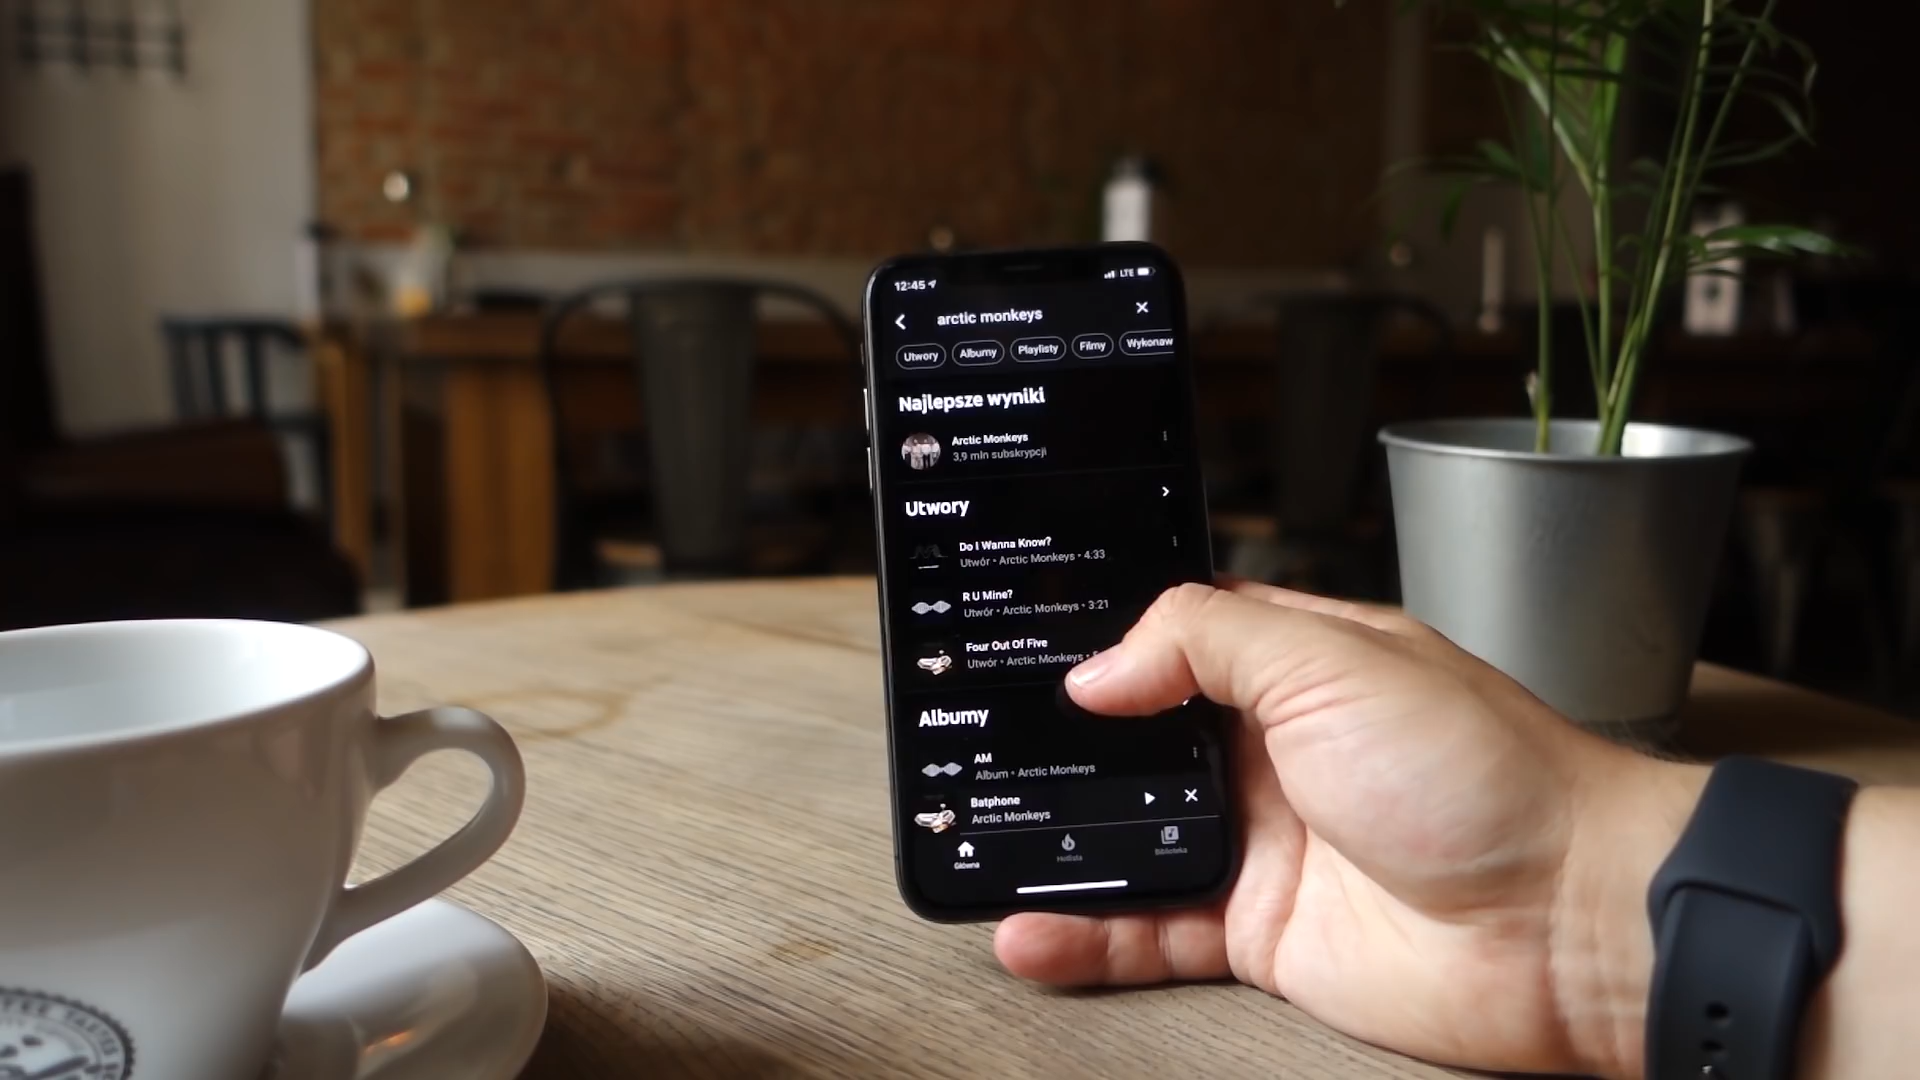 12:45
LTE
arctic monkeys
Utwory Albumy Playlisty Filmy Wykonaw
Najlepsze wyniki
Arctic Monkeys
3,9 mln subskrypcji
Utwory
Do I Wanna Know?
Utwór • Arctic Monkeys • 4:33
R U Mine?
Utwór • Arctic Monkeys • 3:21
Four Out Of Five
Utwór • Arctic Monkeys •
Albumy
AM
Album • Arctic Monkeys
Batphone
Arctic Monkeys
Główna Hotlista Biblioteka